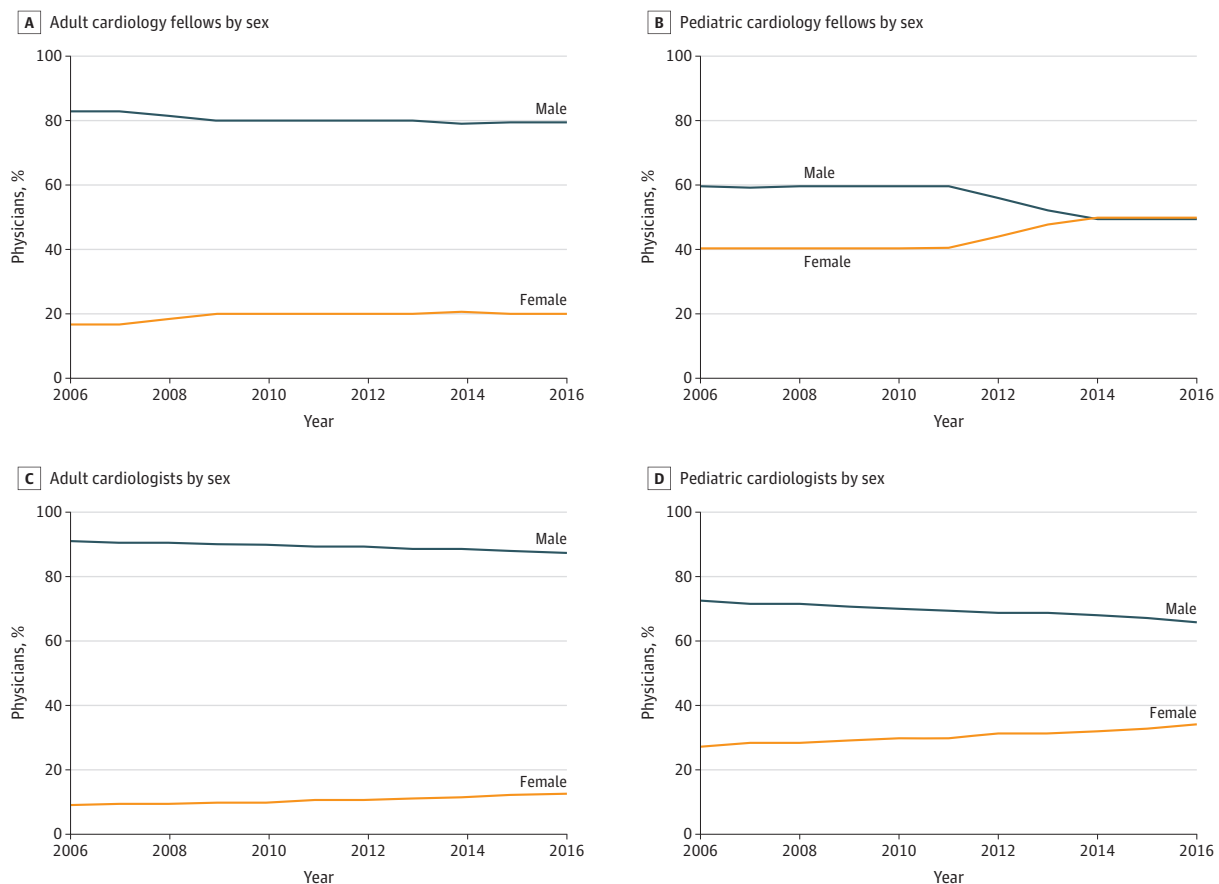 A Adult cardiology fellows by sex
100
80
60
40
20
0
Physicians, %
Male
Female
2006 2008 2010 2012 2014 2016
Year
B Pediatric cardiology fellows by sex
100
80
60
40
20
0
Physicians, %
Male
Female
2006 2008 2010 2012 2014 2016
Year
C Adult cardiologists by sex
100
80
60
40
20
0
Physicians, %
Male
Female
2006 2008 2010 2012 2014 2016
Year
D Pediatric cardiologists by sex
100
80
60
40
20
0
Physicians, %
Male
Female
2006 2008 2010 2012 2014 2016
Year